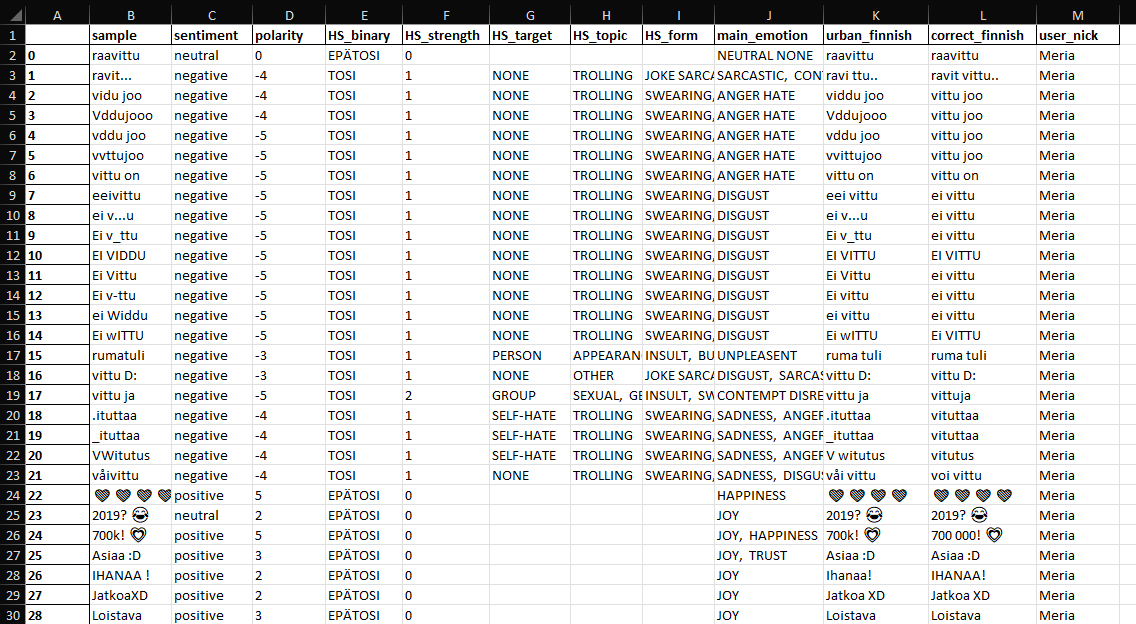 A B C D E F G H I J K L M
1 sample sentiment polarity HS_binary HS_strength HS_target HS_topic HS_form main_emotion urban_finnish correct_finnish user_nick
2 0 raavittu neutral 0 EPÄTOSI 0 NEUTRAL NONE raavittu raavittu Meria
3 1 ravit... negative -4 TOSI 1 NONE TROLLING JOKE SARCA SARCASTIC, CON ravi ttu.. ravit vittu.. Meria
4 2 vidu joo negative -4 TOSI 1 NONE TROLLING SWEARING, ANGER HATE viddu joo vittu joo Meria
5 3 Vddujooo negative -4 TOSI 1 NONE TROLLING SWEARING, ANGER HATE Vddujooo vittu joo Meria
6 4 vddu joo negative -5 TOSI 1 NONE TROLLING SWEARING, ANGER HATE vddu joo vittu joo Meria
7 5 vvttujoo negative -5 TOSI 1 NONE TROLLING SWEARING, ANGER HATE vvittujoo vittu joo Meria
8 6 vittu on negative -5 TOSI 1 NONE TROLLING SWEARING, ANGER HATE vittu on vittu on Meria
9 7 eeivittu negative -5 TOSI 1 NONE TROLLING SWEARING, DISGUST eei vittu ei vittu Meria
10 8 ei v...u negative -5 TOSI 1 NONE TROLLING SWEARING, DISGUST ei v...u ei vittu Meria
11 9 Ei v_ttu negative -5 TOSI 1 NONE TROLLING SWEARING, DISGUST Ei v_ttu ei vittu Meria
12 10 EI VIDDU negative -5 TOSI 1 NONE TROLLING SWEARING, DISGUST EI VITTU EI VITTU Meria
13 11 Ei Vittu negative -5 TOSI 1 NONE TROLLING SWEARING, DISGUST Ei Vittu ei vittu Meria
14 12 Ei v-ttu negative -5 TOSI 1 NONE TROLLING SWEARING, DISGUST Ei vittu ei vittu Meria
15 13 ei Widdu negative -5 TOSI 1 NONE TROLLING SWEARING, DISGUST ei vittu ei vittu Meria
16 14 Ei wITTU negative -5 TOSI 1 NONE TROLLING SWEARING, DISGUST Ei wITTU Ei VITTU Meria
17 15 rumatuli negative -3 TOSI 1 PERSON APPEARAN INSULT, BU UNPLEASENT ruma tuli ruma tuli Meria
18 16 vittu D: negative -3 TOSI 1 NONE OTHER JOKE SARCA DISGUST, SARCAS vittu D: vittu D: Meria
19 17 vittu ja negative -5 TOSI 2 GROUP SEXUAL, GE INSULT, SW CONTEMPT DISRE vittu ja vittuja Meria
20 18 .ituttaa negative -4 TOSI 1 SELF-HATE TROLLING SWEARING, SADNESS, ANGER .ituttaa vituttaa Meria
21 19 _ituttaa negative -4 TOSI 1 SELF-HATE TROLLING SWEARING, SADNESS, ANGER _ituttaa vituttaa Meria
22 20 VWitutus negative -4 TOSI 1 SELF-HATE TROLLING SWEARING, SADNESS, ANGER V witutus vitutus Meria
23 21 våivittu negative -4 TOSI 1 NONE TROLLING SWEARING, SADNESS, DISGU våi vittu voi vittu Meria
24 22 positive 5 EPÄTOSI 0 HAPPINESS Meria
25 23 2019? 😂 neutral 2 EPÄTOSI 0 JOY 2019? 😂 2019? 😂 Meria
26 24 700k! positive 5 EPÄTOSI 0 JOY, HAPPINESS 700k! 700 000! Meria
27 25 Asiaa :D positive 3 EPÄTOSI 0 JOY, TRUST Asiaa :D Asiaa :D Meria
28 26 IHANAA ! positive 2 EPÄTOSI 0 JOY Ihanaa! IHANAA! Meria
29 27 JatkoaXD positive 2 EPÄTOSI 0 JOY Jatkoa XD Jatkoa XD Meria
30 28 Loistava positive 3 EPÄTOSI 0 JOY Loistava Loistava Meria